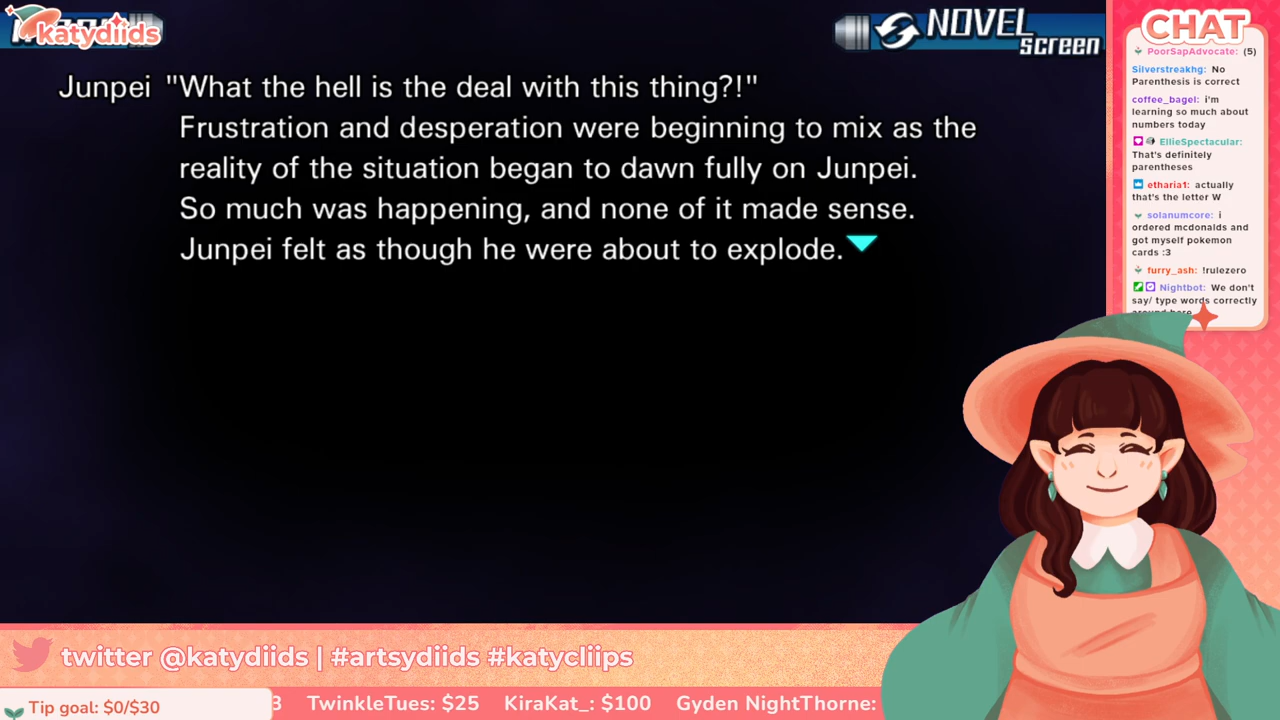 katydiids
NOVEL
screen
Junpei "What the hell is the deal with this thing?!"
Frustration and desperation were beginning to mix as the
reality of the situation began to dawn fully on Junpei.
So much was happening, and none of it made sense.
Junpei felt as though he were about to explode.
CHAT
PoorSapAdvocate: (5)
Silverstreakhg: No
Parenthesis is correct
coffee_bagel: i'm
learning so much about
numbers today
EllieSpectacular:
That's definitely
parentheses
etharia1: actually
that's the letter W
solanumcore: i
ordered mcdonalds and
got myself pokemon
cards :3
furry_ash: !rulezero
Nightbot: We don't
say/ type words correctly
around here
twitter @katydiids | #artsydiids #katycliips
Tip goal: $0/$30
3 TwinkleTues: $25 KiraKat_: $100 Gyden NightThorne: